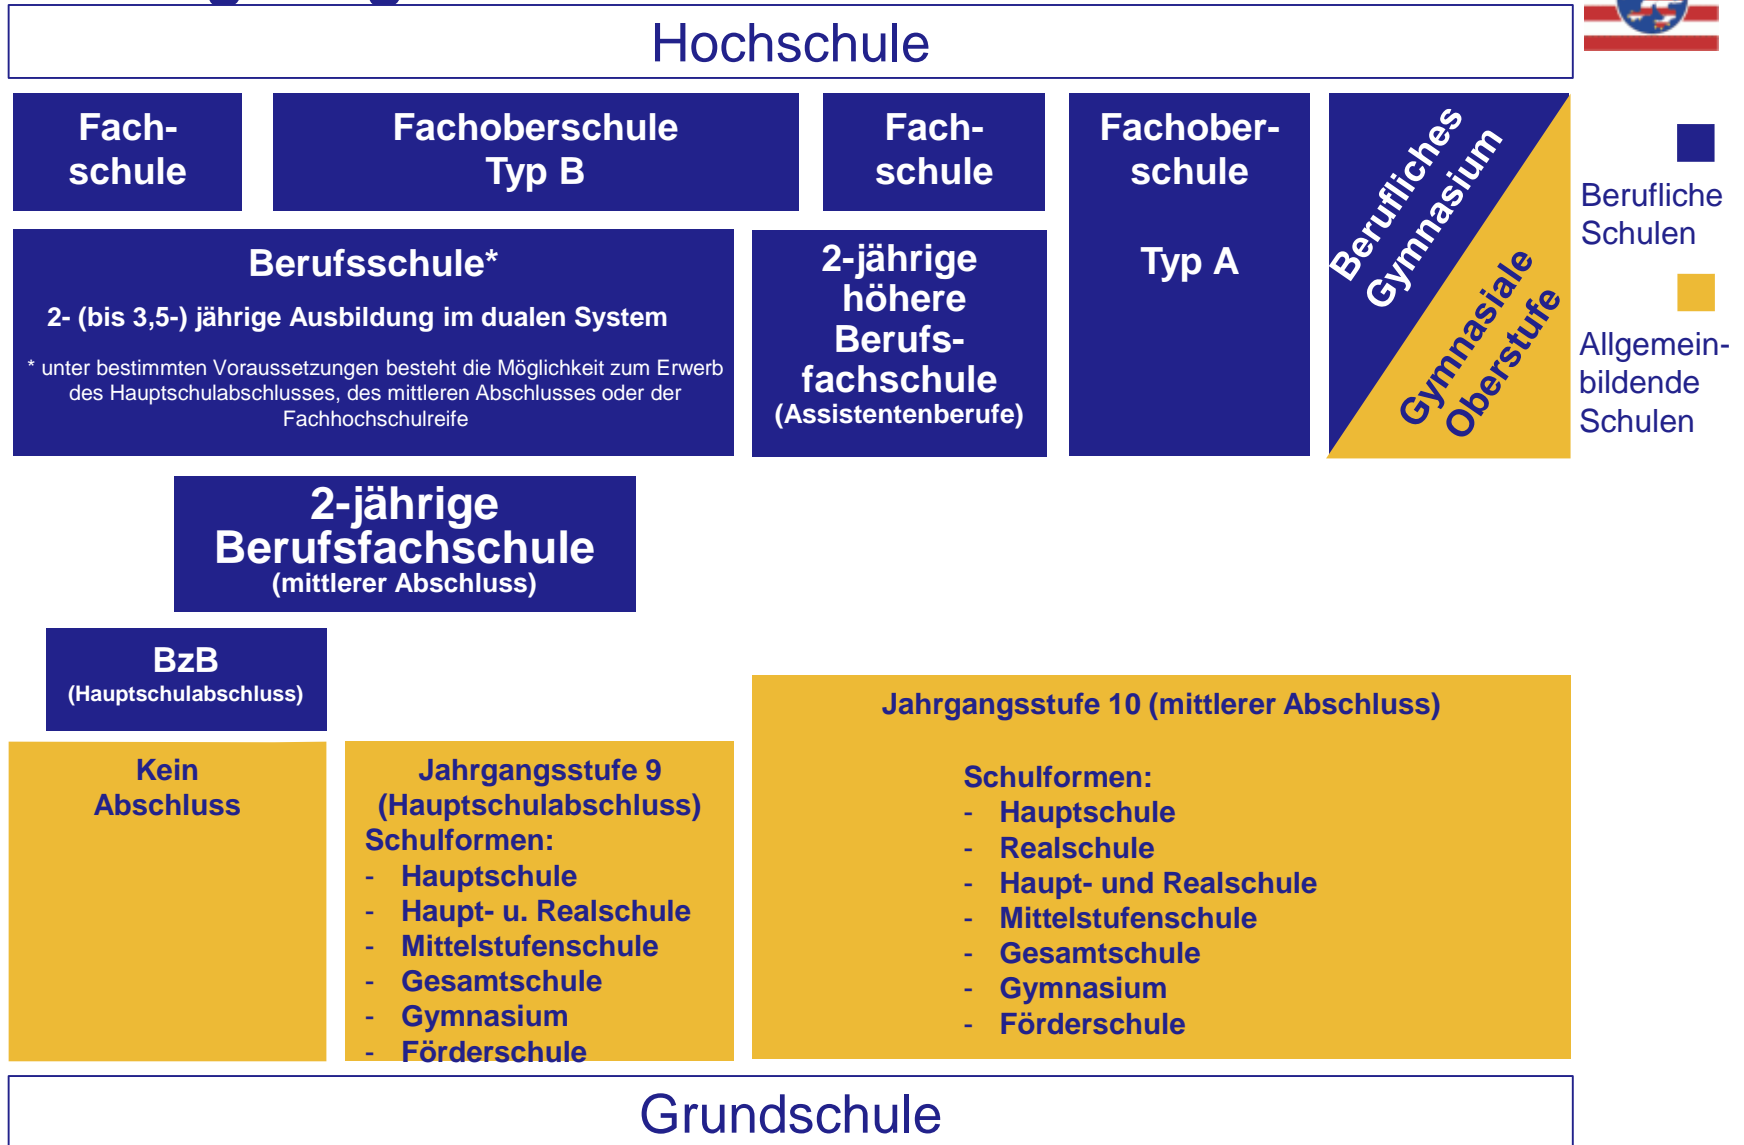 Hochschule
Fach-
schule
Fachoberschule
Typ B
Fach-
schule
Fachober-
schule
Typ A
Berufliches
Gymnasium
Gymnasiale
Oberstufe
Berufliche
Schulen
Allgemein-
bildende
Schulen
Berufsschule*
2- (bis 3,5-) jährige Ausbildung im dualen System
* unter bestimmten Voraussetzungen besteht die Möglichkeit zum Erwerb
des Hauptschulabschlusses, des mittleren Abschlusses oder der
Fachhochschulreife
2-jährige
höhere
Berufs-
fachschule
(Assistentenberufe)
2-jährige
Berufsfachschule
(mittlerer Abschluss)
BzB
(Hauptschulabschluss)
Kein
Abschluss
Jahrgangsstufe 9
(Hauptschulabschluss)
Schulformen:
- Hauptschule
- Haupt- u. Realschule
- Mittelstufenschule
- Gesamtschule
- Gymnasium
- Förderschule
Jahrgangsstufe 10 (mittlerer Abschluss)
Schulformen:
- Hauptschule
- Realschule
- Haupt- und Realschule
- Mittelstufenschule
- Gesamtschule
- Gymnasium
- Förderschule
Grundschule